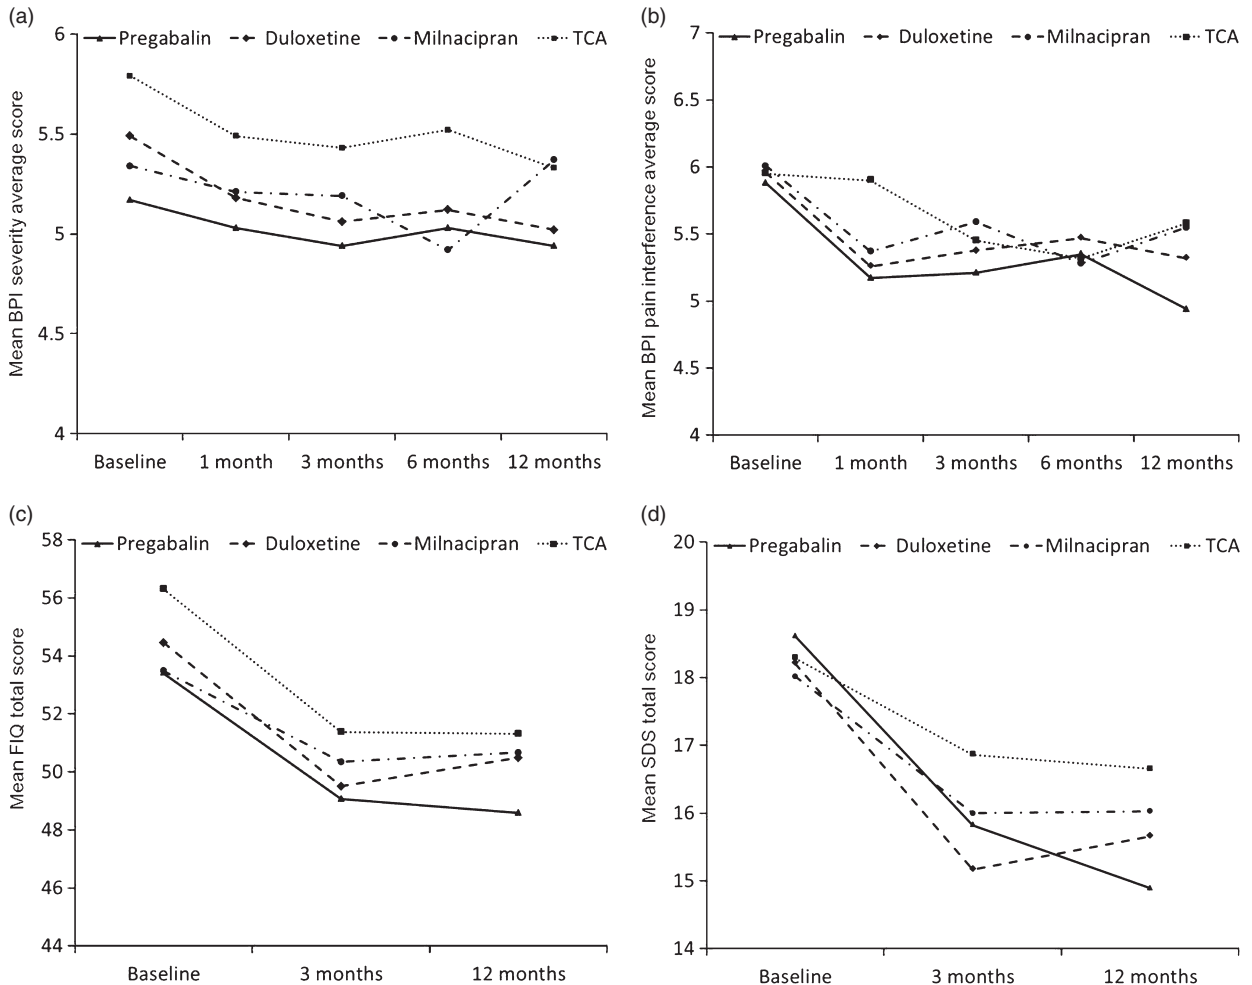 (a)
Mean BPI severity average score
Pregabalin Duloxetine Milnacipran TCA
6
5.5
5
4.5
4
Baseline 1 month 3 months 6 months 12 months
(b)
Mean BPI pain interference average score
Pregabalin Duloxetine Milnacipran TCA
7
6.5
6
5.5
5
4.5
4
Baseline 1 month 3 months 6 months 12 months
(c)
Mean FIQ total score
Pregabalin Duloxetine Milnacipran TCA
58
56
54
52
50
48
46
44
Baseline 3 months 12 months
(d)
Mean SDS total score
Pregabalin Duloxetine Milnacipran TCA
20
19
18
17
16
15
14
Baseline 3 months 12 months